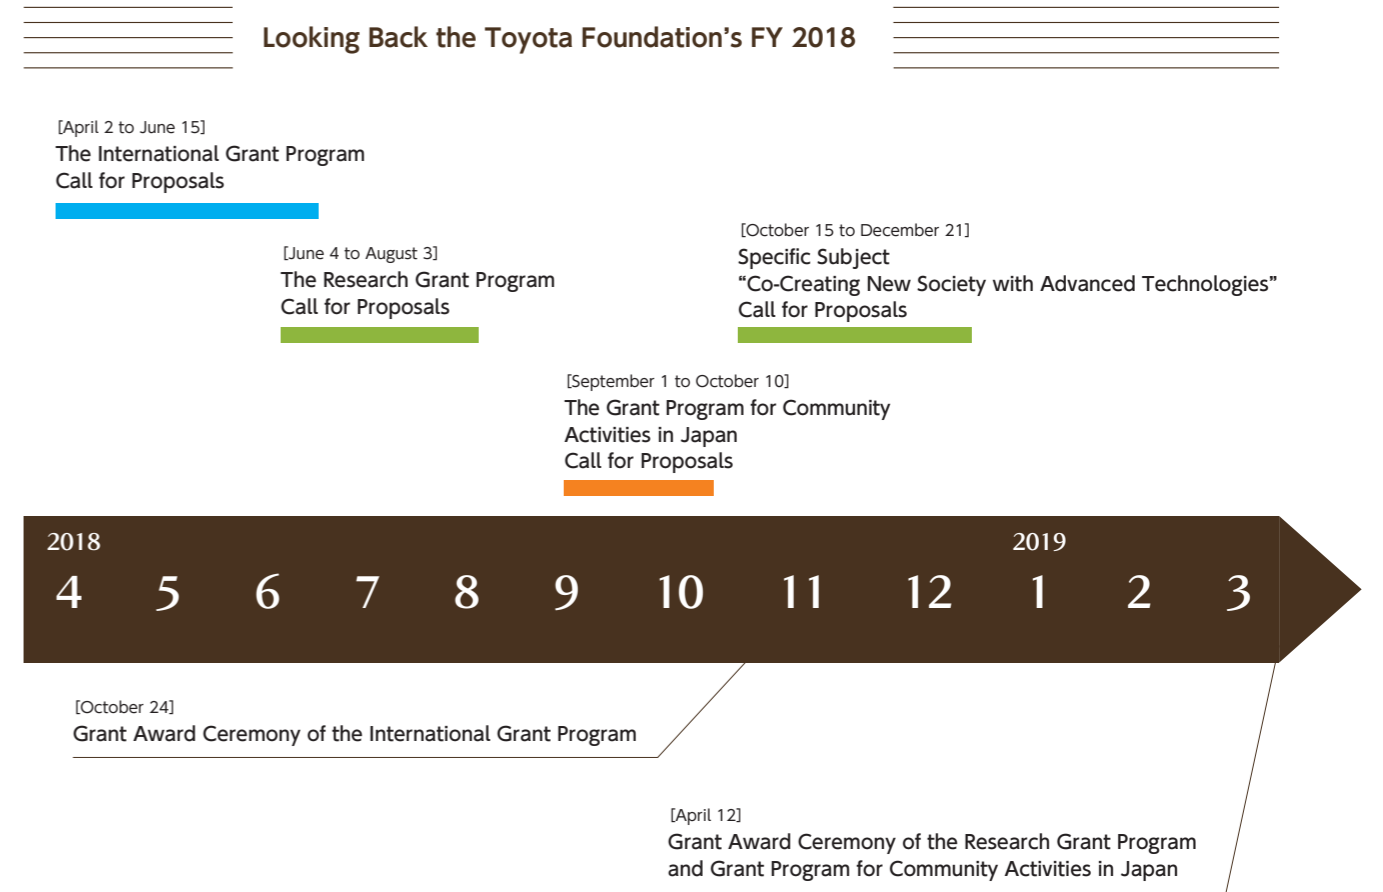 Looking Back the Toyota Foundation’s FY 2018
[April 2 to June 15]
The International Grant Program
Call for Proposals
[June 4 to August 3]
The Research Grant Program
Call for Proposals
[October 15 to December 21]
Specific Subject
“Co-Creating New Society with Advanced Technologies”
Call for Proposals
[September 1 to October 10]
The Grant Program for Community
Activities in Japan
Call for Proposals
2018 2019
4 5 6 7 8 9 10 11 12 1 2 3
[October 24]
Grant Award Ceremony of the International Grant Program
[April 12]
Grant Award Ceremony of the Research Grant Program
and Grant Program for Community Activities in Japan